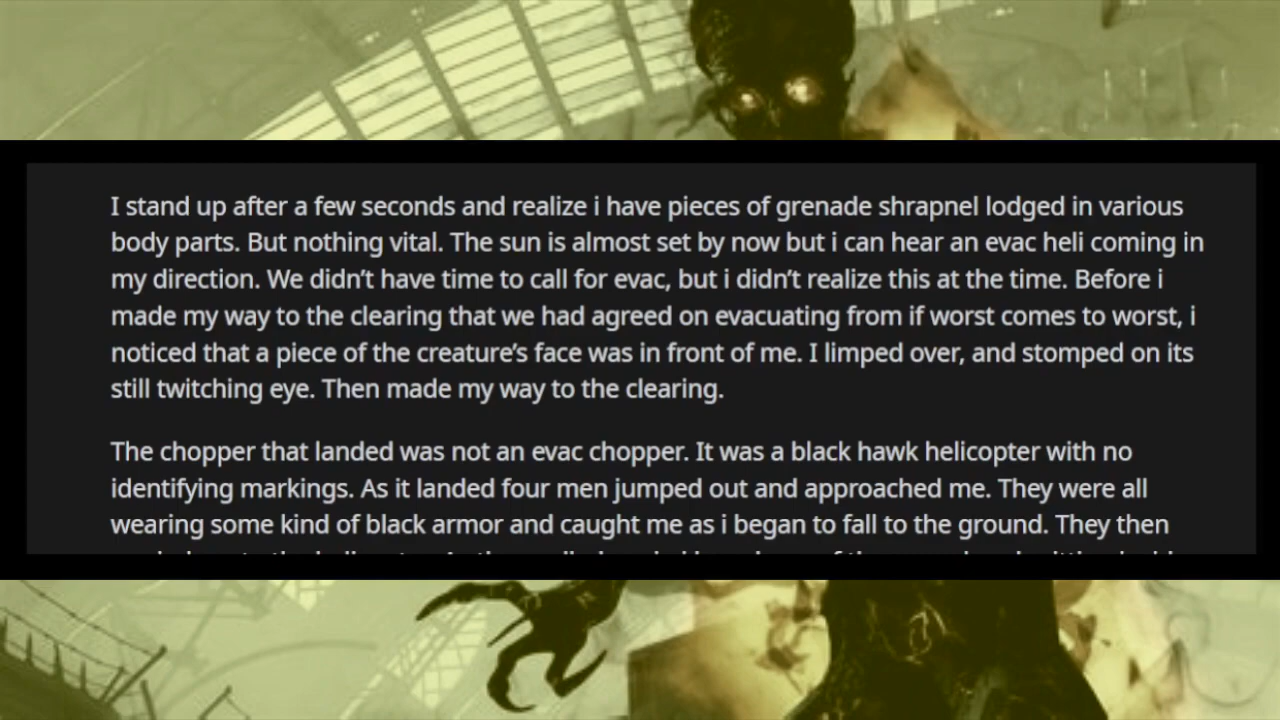 I stand up after a few seconds and realize i have pieces of grenade shrapnel lodged in various
body parts. But nothing vital. The sun is almost set by now but i can hear an evac heli coming in
my direction. We didn't have time to call for evac, but i didn't realize this at the time. Before i
made my way to the clearing that we had agreed on evacuating from if worst comes to worst, i
noticed that a piece of the creature's face was in front of me. I limped over, and stomped on its
still twitching eye. Then made my way to the clearing.
The chopper that landed was not an evac chopper. It was a black hawk helicopter with no
identifying markings. As it landed four men jumped out and approached me. They were all
wearing some kind of black armor and caught me as i began to fall to the ground. They then